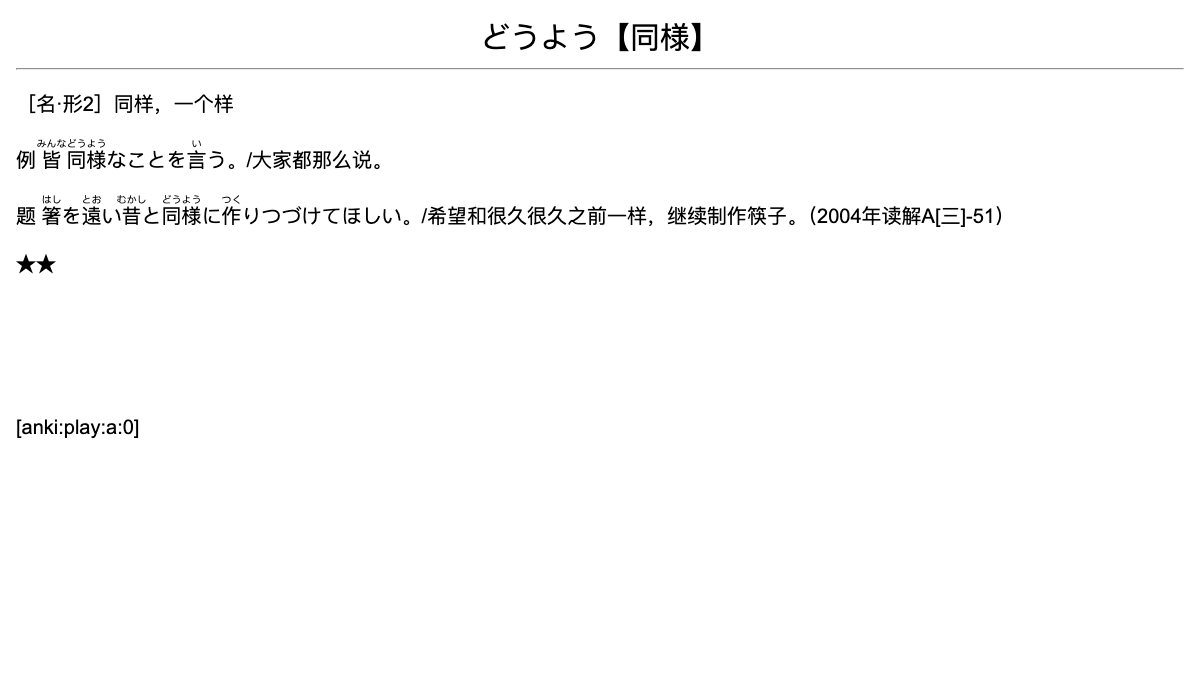 どうよう【同様】
［名·形2］同样，一个样
例 皆同様なことを言う。/大家都那么说。
题 箸を遠い昔と同様に作りつづけてほしい。/希望和很久很久之前一样，继续制作筷子。（2004年读解A[三]-51）
★★
[anki:play:a:0]